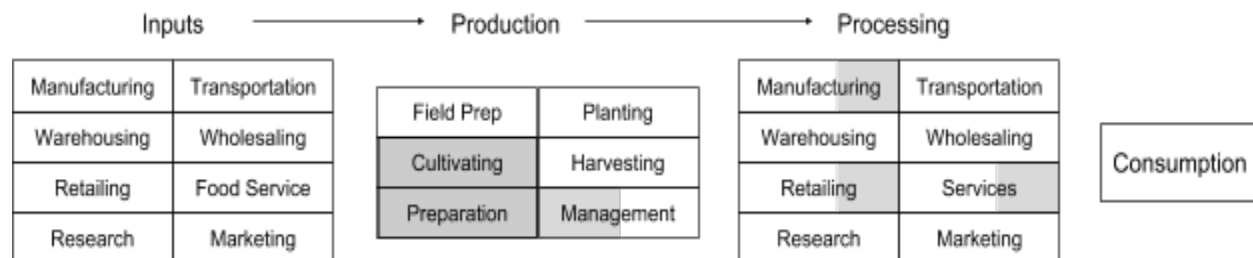 Inputs Production Processing
Manufacturing Transportation
Warehousing Wholesaling
Retailing Food Service
Research Marketing
Field Prep Planting
Cultivating Harvesting
Preparation Management
Manufacturing Transportation
Warehousing Wholesaling
Retailing Services
Research Marketing
Consumption